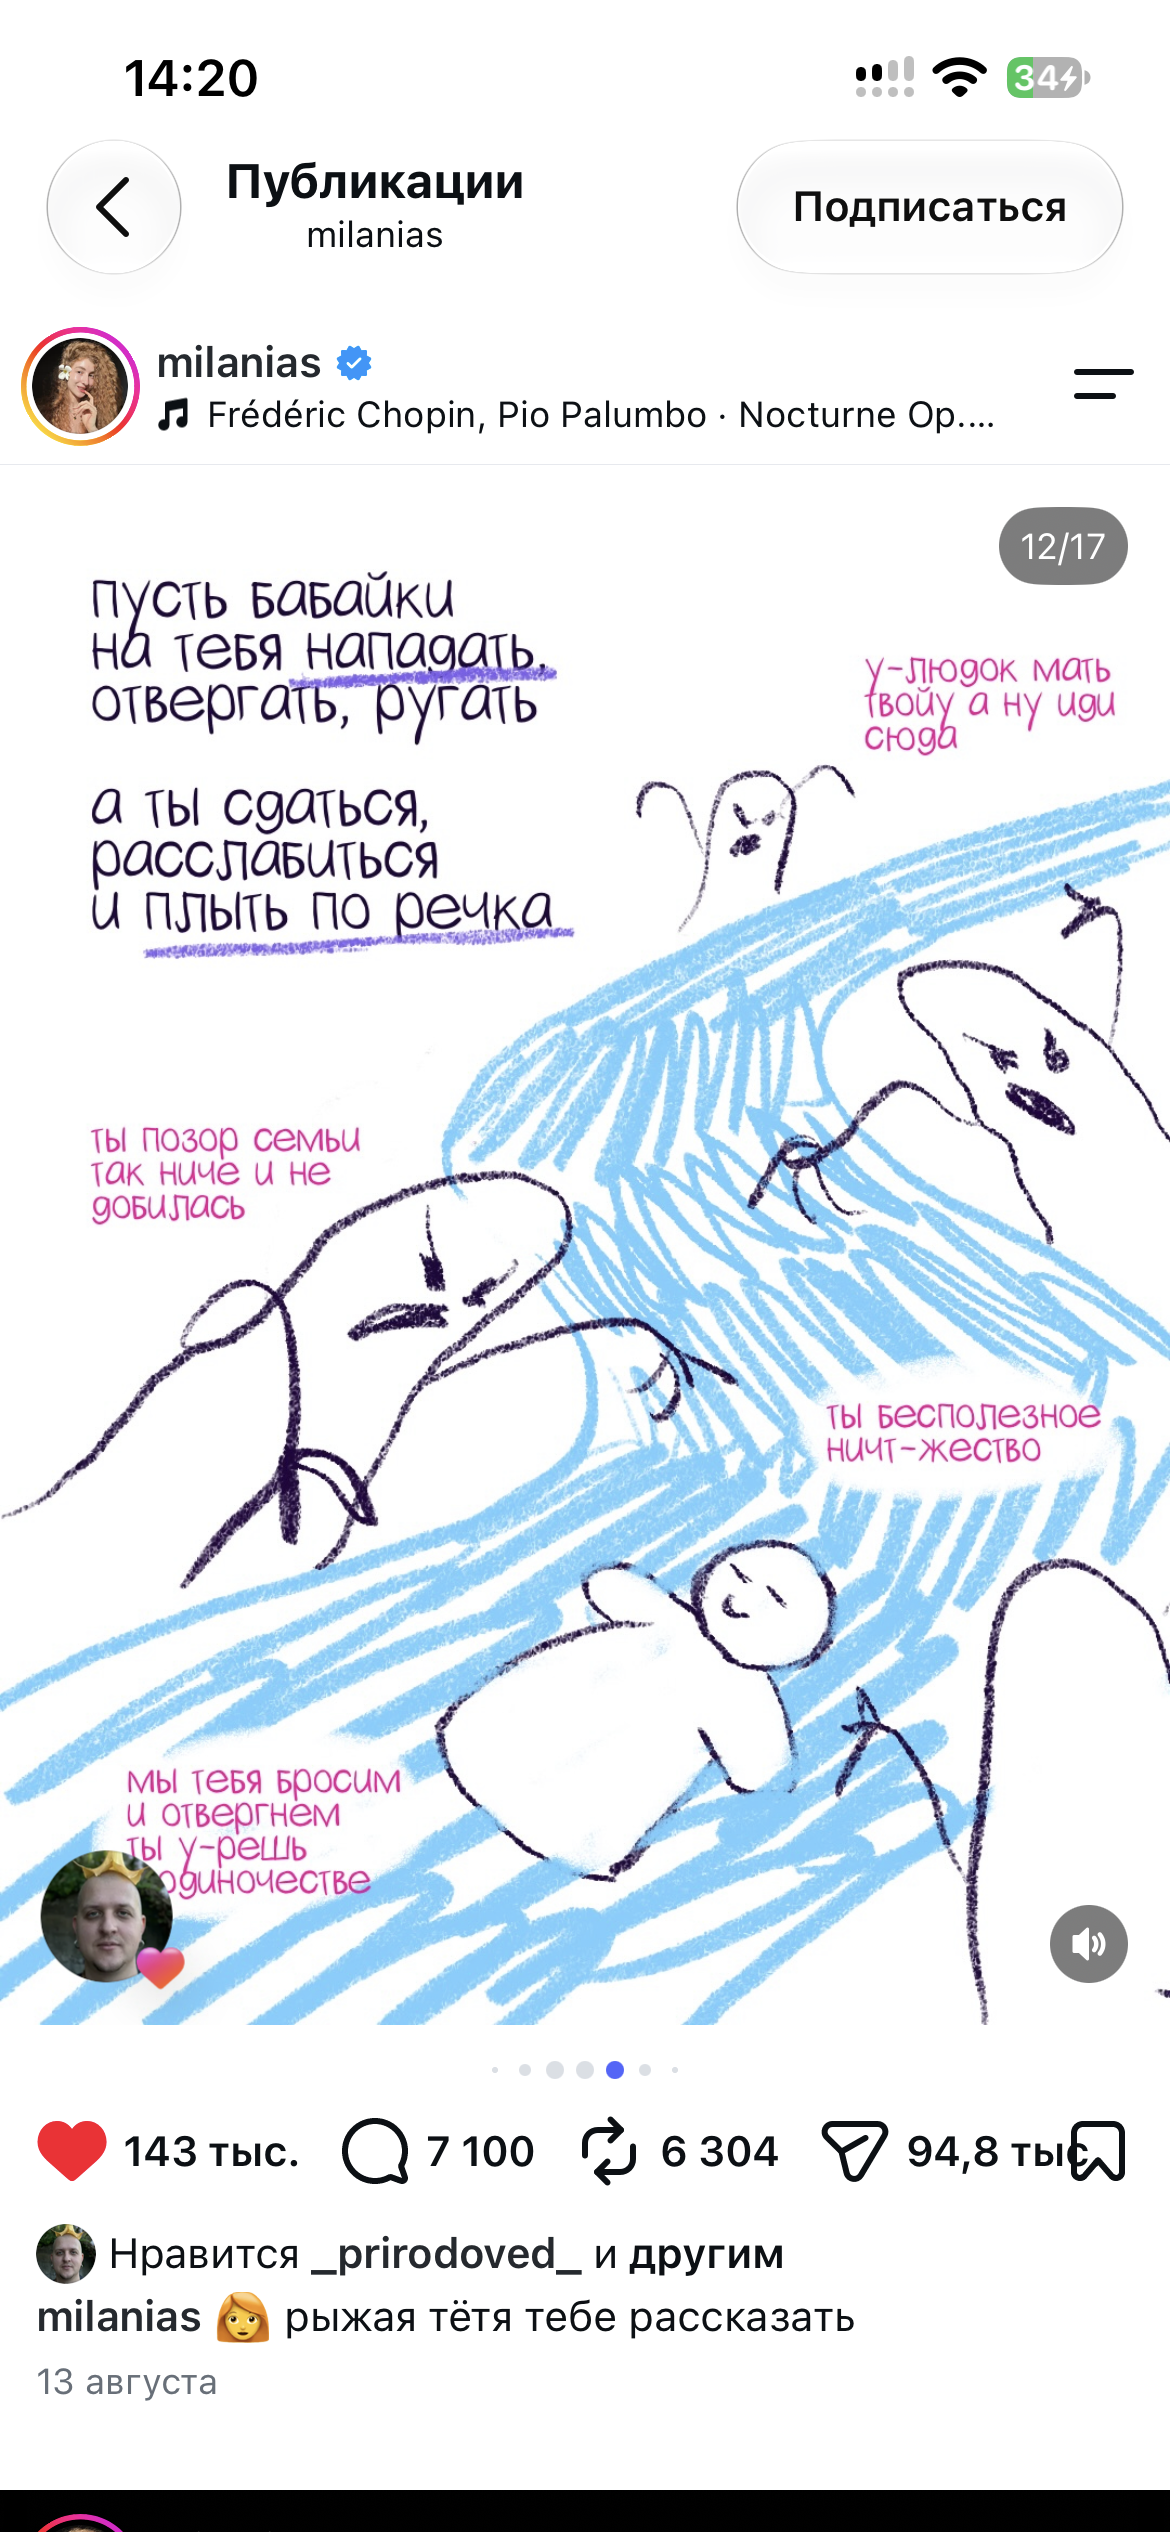 14:20
34
Публикации
milanias
Подписаться
milanias
Frédéric Chopin, Pio Palumbo · Nocturne Op....
12/17
пусть бабайки
на тебя нападать,
отвергать, ругать
у-людок мать
твойу а ну иди
сюда
а ты сдаться,
расслабиться
и плыть по речка
ты позор семьи
так ниче и не
добилась
ты бесполезное
ничт-жество
мы тебя бросим
и отвергнем
ты у-решь
одиночестве
143 тыс.
7 100
6 304
94,8 тыс
Нравится _prirodoved_ и другим
milanias 👩‍🦰 рыжая тётя тебе рассказать
13 августа